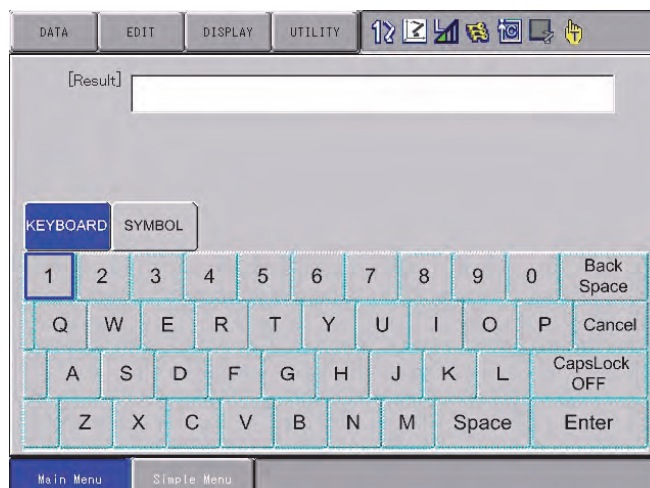 DATA EDIT DISPLAY UTILITY
[Result]
KEYBOARD SYMBOL
1 2 3 4 5 6 7 8 9 0 Back Space
Q W E R T Y U I O P Cancel
A S D F G H J K L CapsLock OFF
Z X C V B N M Space Enter
Main Menu Simple Menu